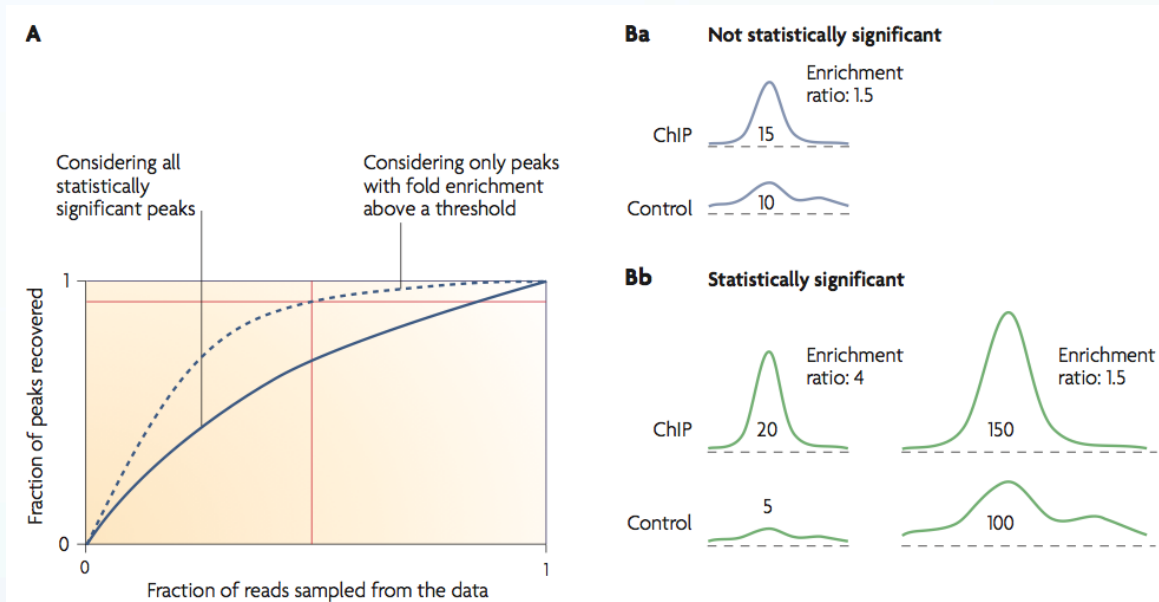 A
Considering all
statistically
significant peaks
Considering only peaks
with fold enrichment
above a threshold
1
Fraction of peaks recovered
0
0
1
Fraction of reads sampled from the data
Ba Not statistically significant
Enrichment
ratio: 1.5
ChIP
15
Control
10
Bb Statistically significant
Enrichment
ratio: 4
Enrichment
ratio: 1.5
ChIP
20
150
5
Control
100